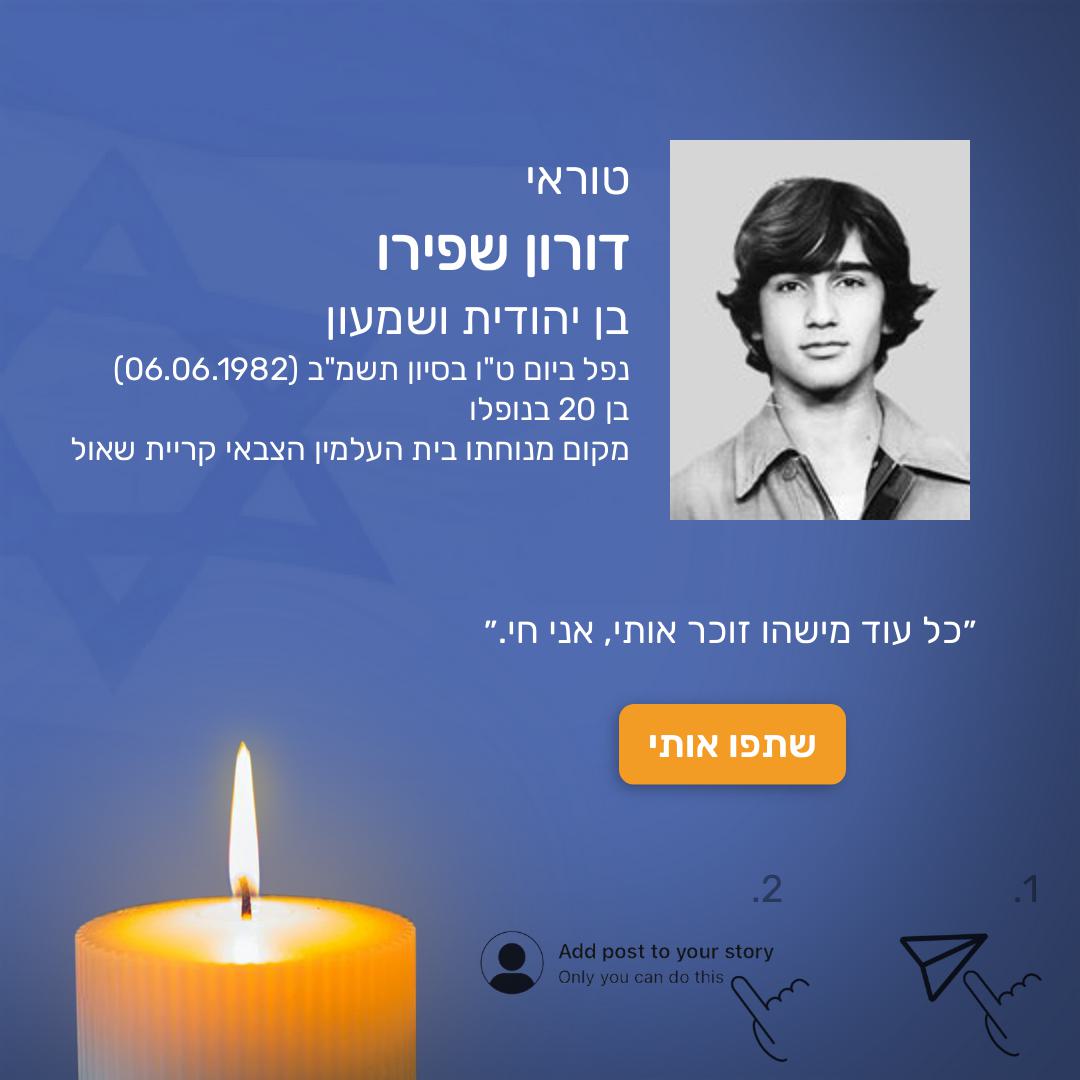 טוראי
דורון שפירו
בן יהודית ושמעון
נפל ביום ט"ו בסיון תשמ"ב (06.06.1982)
בן 20 בנופלו
מקום מנוחתו בית העלמין הצבאי קריית שאול
״כל עוד מישהו זוכר אותי, אני חי.״
שתפו אותי
.1
.2
Add post to your story
Only you can do this